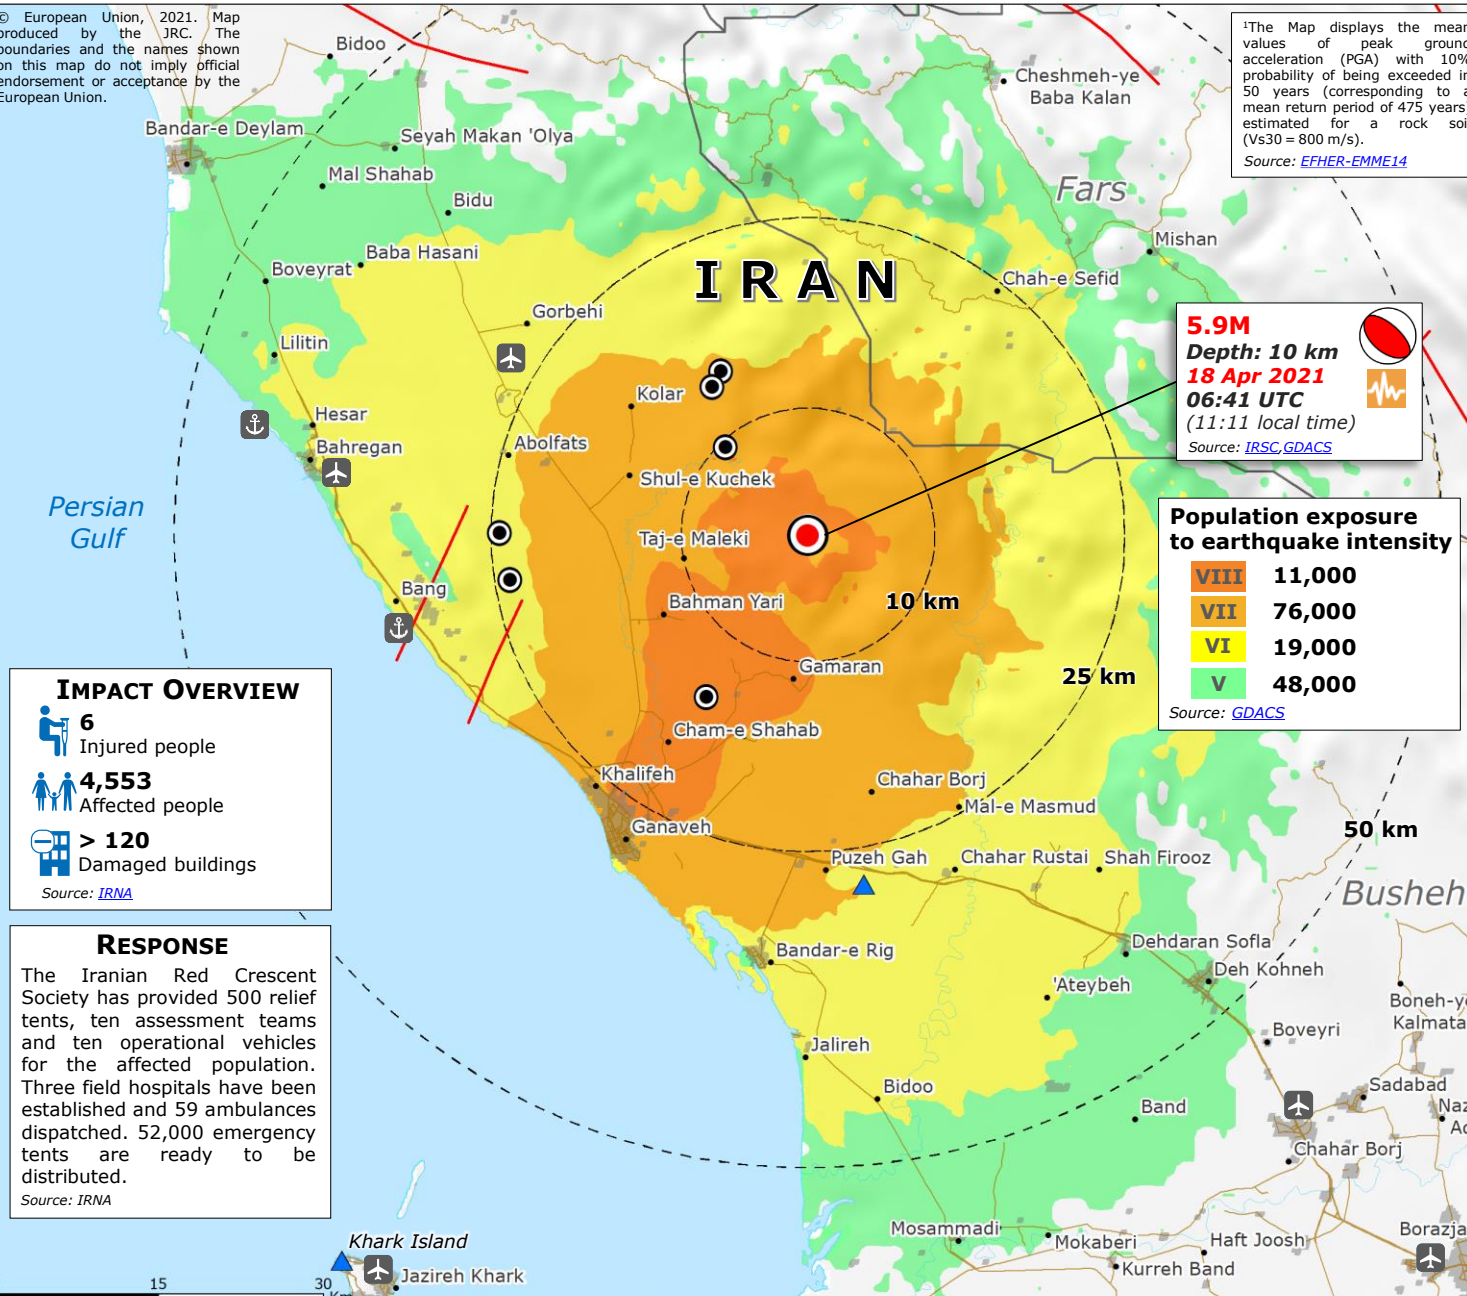 © European Union, 2021. Map
produced by the JRC. The
boundaries and the names shown
on this map do not imply official
endorsement or acceptance by the
European Union.
¹The Map displays the mean
values of peak ground
acceleration (PGA) with 10%
probability of being exceeded in
50 years (corresponding to a
mean return period of 475 years)
estimated for a rock soil
(Vs30 = 800 m/s).
Source: EFHER-EMME14
Bidoo
Cheshmeh-ye
Baba Kalan
Bandar-e Deylam
Seyah Makan 'Olya
Mal Shahab
Fars
Bidu
Mishan
Baba Hasani
Boveyrat
IRAN
Chah-e Sefid
Gorbehi
Lilitin
5.9M
Depth: 10 km
18 Apr 2021
06:41 UTC
(11:11 local time)
Source: IRSC,GDACS
Kolar
Hesar
Bahregan
Abolfats
Shul-e Kuchek
Persian
Gulf
Taj-e Maleki
Population exposure
to earthquake intensity
VIII 11,000
VII 76,000
VI 19,000
V 48,000
Source: GDACS
Bang
Bahman Yari
10 km
Gamaran
25 km
IMPACT OVERVIEW
6
Injured people
4,553
Affected people
> 120
Damaged buildings
Source: IRNA
Cham-e Shahab
Khalifeh
Chahar Borj
Mal-e Masmud
Ganaveh
50 km
Puzeh Gah
Chahar Rustai
Shah Firooz
Busheh
RESPONSE
The Iranian Red Crescent
Society has provided 500 relief
tents, ten assessment teams
and ten operational vehicles
for the affected population.
Three field hospitals have been
established and 59 ambulances
dispatched. 52,000 emergency
tents are ready to be
distributed.
Source: IRNA
Bandar-e Rig
Dehdaran Sofla
Deh Kohneh
'Ateybeh
Boneh-y
Kalmata
Boveyri
Jalireh
Bidoo
Sadabad
Band
Naz
Ac
Chahar Borj
Mosammadi
Mokaberi
Haft Joosh
Borazja
Kurreh Band
Khark Island
Jazireh Khark
15
30
Km